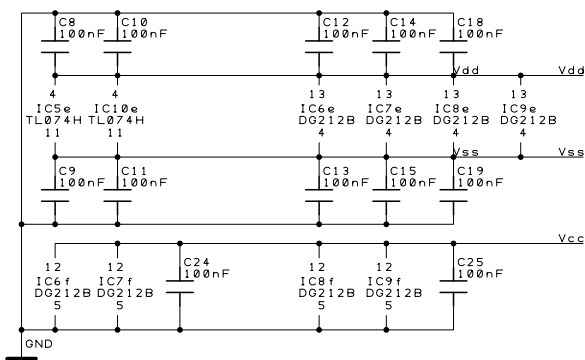 C8 C10 C12 C14 C18
100nF 100nF 100nF 100nF 100nF
Vdd Vdd
4 4 13 13 13 13
IC5e IC10e IC6e IC7e IC8e IC9e
TL074H TL074H DG212B DG212B DG212B DG212B
11 11 4 4 4 4
Vss Vss
C9 C11 C13 C15 C19
100nF 100nF 100nF 100nF 100nF
Vcc
12 12 C24 12 12 C25
IC6f IC7f 100nF IC8f IC9f 100nF
DG212B DG212B DG212B DG212B
5 5 5 5
GND